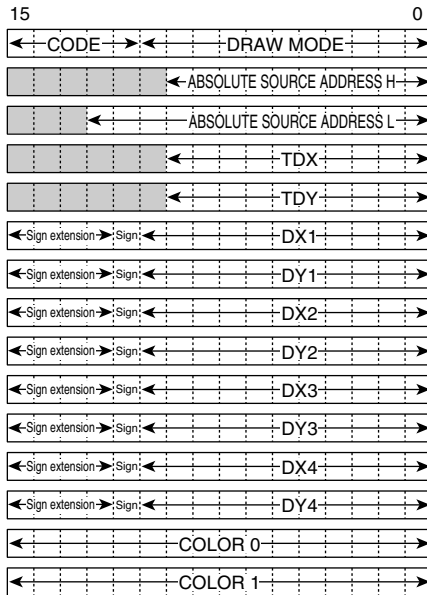 15 0
CODE DRAW MODE
ABSOLUTE SOURCE ADDRESS H
ABSOLUTE SOURCE ADDRESS L
TDX
TDY
Sign extension Sign DX1
Sign extension Sign DY1
Sign extension Sign DX2
Sign extension Sign DY2
Sign extension Sign DX3
Sign extension Sign DY3
Sign extension Sign DX4
Sign extension Sign DY4
COLOR 0
COLOR 1